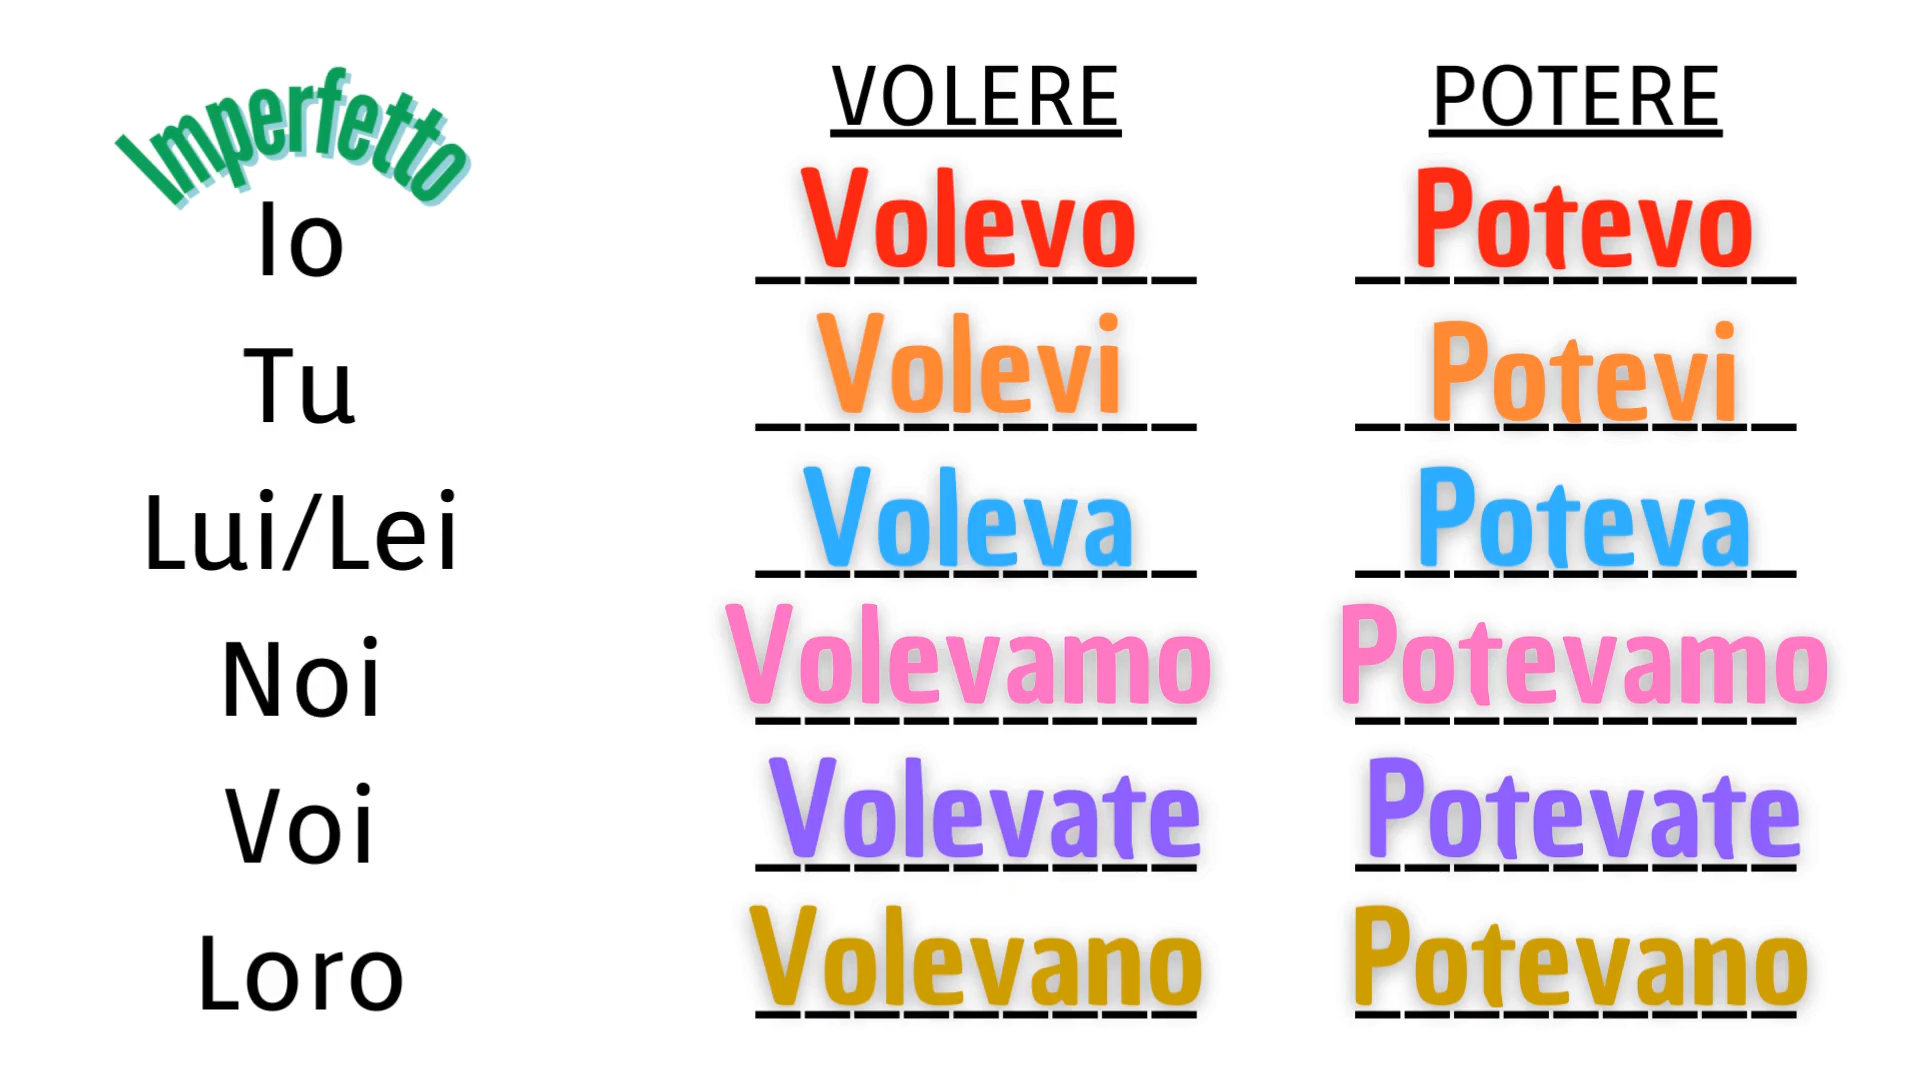 Imperfetto VOLERE POTERE
Io Volevo Potevo
Tu Volevi Potevi
Lui/Lei Voleva Poteva
Noi Volevamo Potevamo
Voi Volevate Potevate
Loro Volevano Potevano